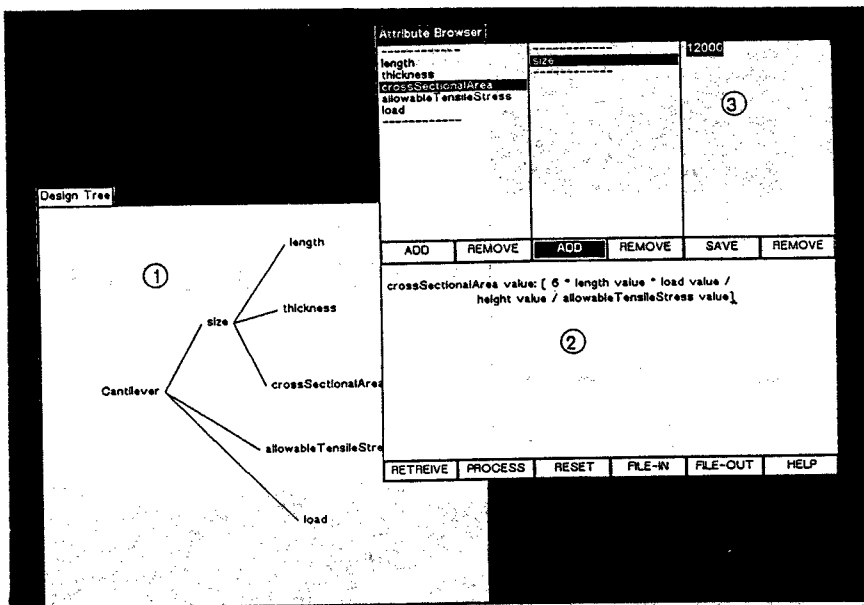 Attribute Browser
length
thickness
crossSectionalArea
allowableTensileStress
load
size
12000
③
ADD REMOVE ADD REMOVE SAVE REMOVE
crossSectionalArea value: [ 6 * length value * load value /
height value / allowableTensileStress value]
②
RETREIVE PROCESS RESET FILE-IN FILE-OUT HELP
Design Tree
①
length
thickness
size
crossSectionalArea
Cantilever
allowableTensileStre
load